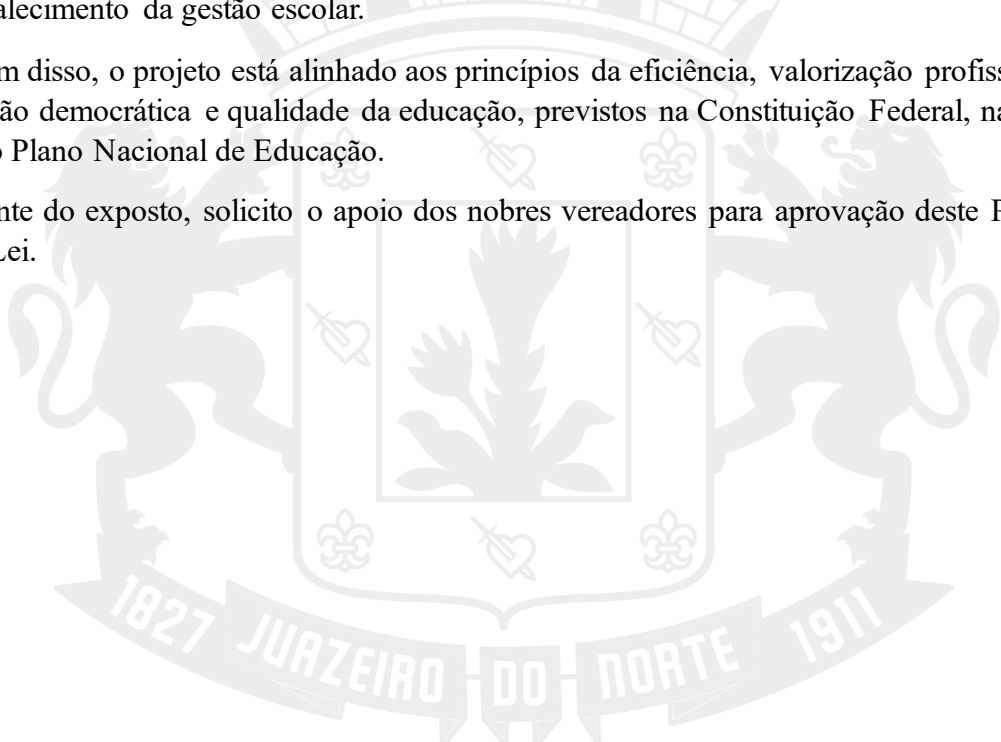 alecimento da gestão escolar.
m disso, o projeto está alinhado aos princípios da eficiência, valorização profiss
ão democrática e qualidade da educação, previstos na Constituição Federal, na
o Plano Nacional de Educação.
nte do exposto, solicito o apoio dos nobres vereadores para aprovação deste P
Lei.
1827 JUAZEIRO DO NORTE 1911